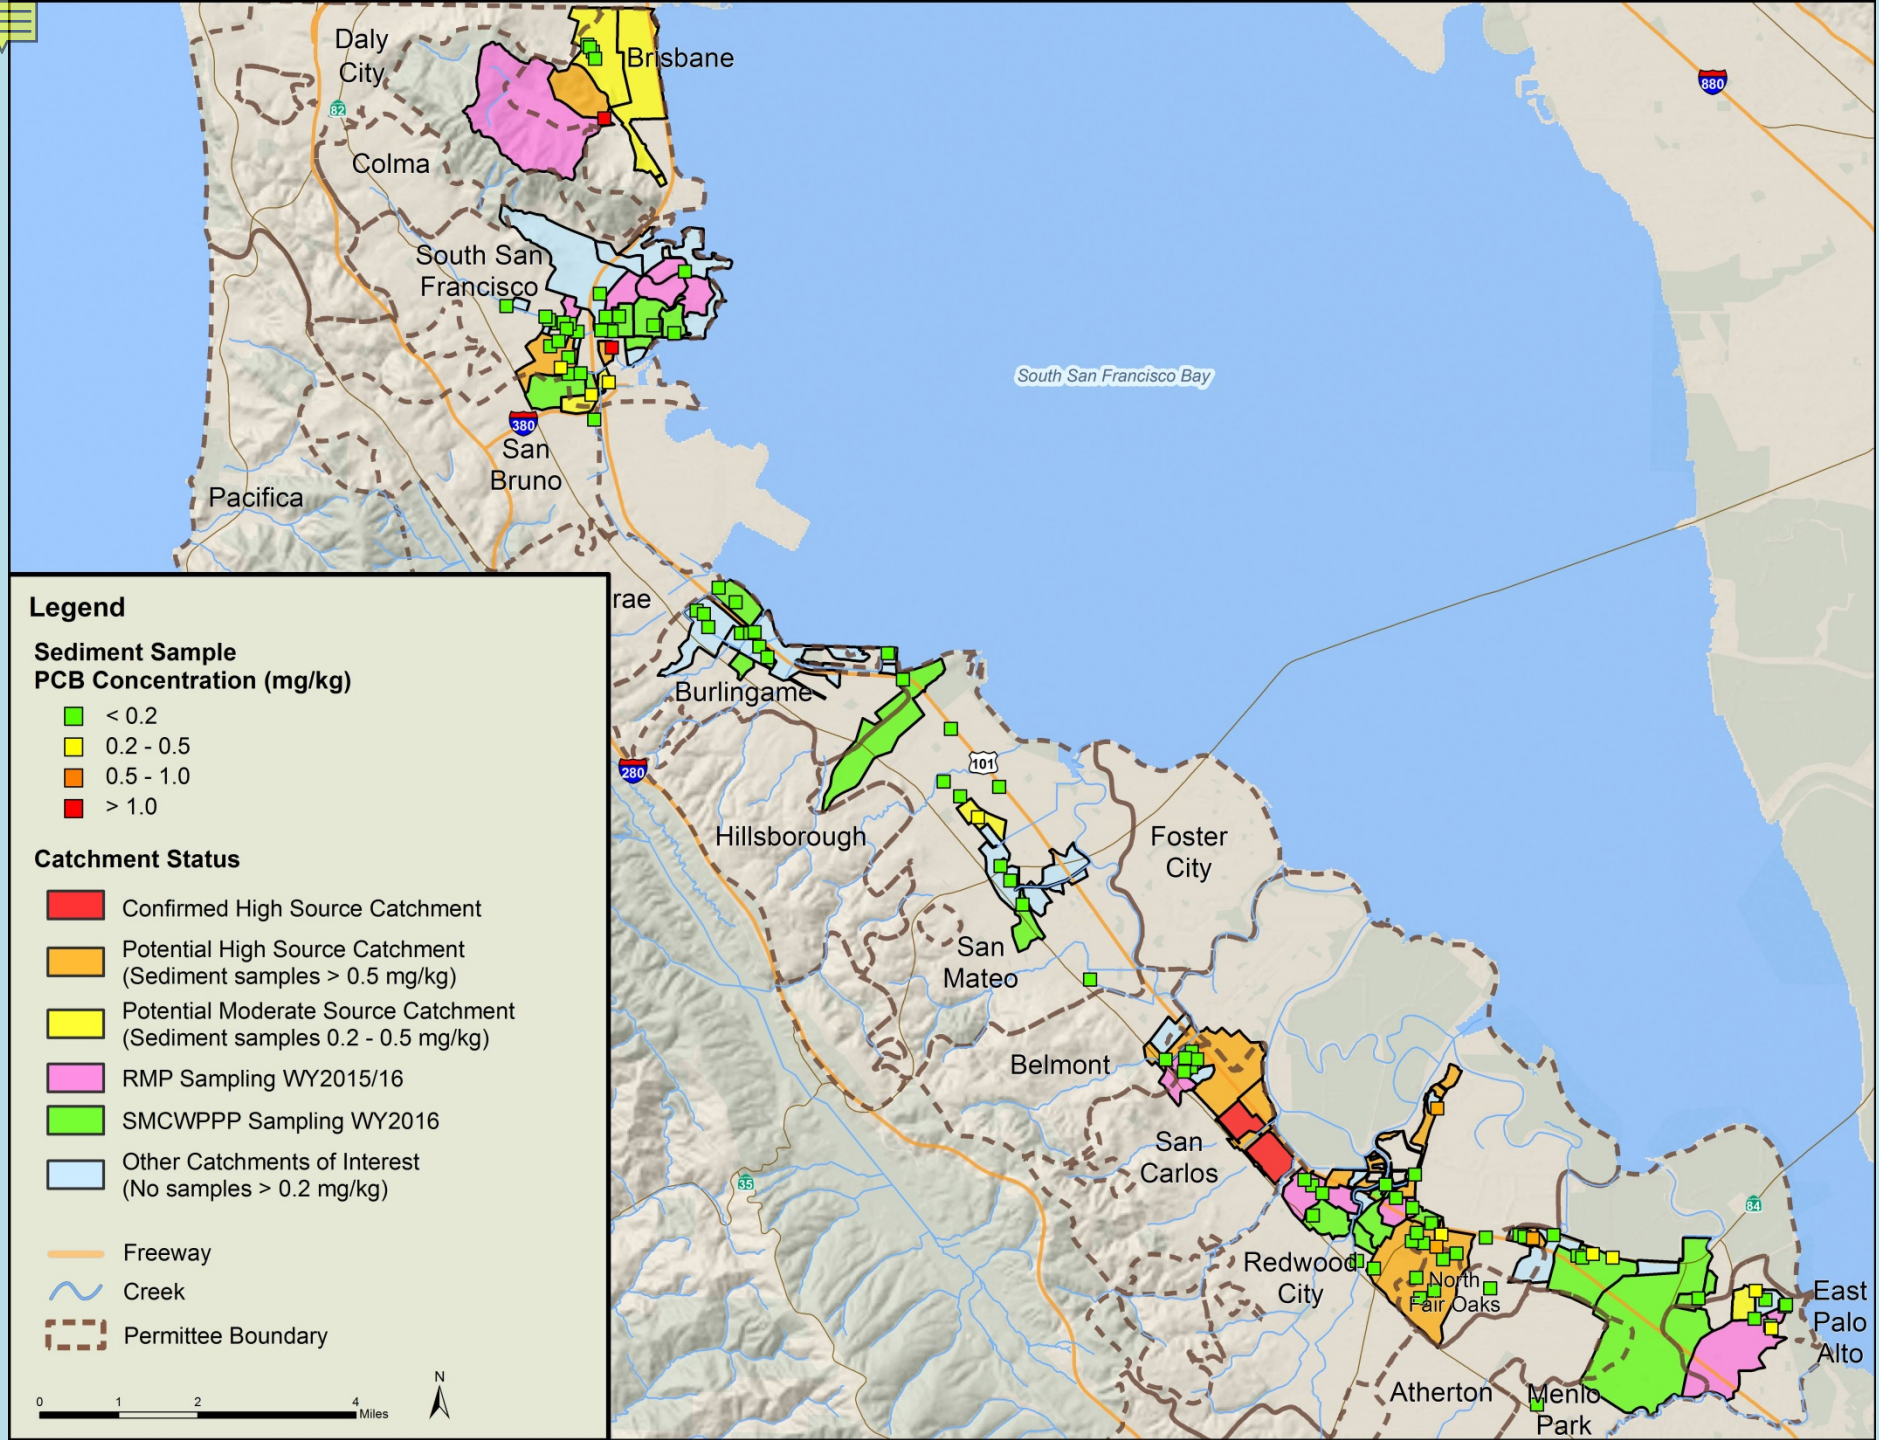 Daly
City
Brisbane
880
82
Colma
South San
Francisco
South San Francisco Bay
380
San
Bruno
Pacifica
rae
Burlingame
280
101
Hillsborough
Foster
City
San
Mateo
Belmont
San
Carlos
35
84
Redwood
City
North
Fair Oaks
East
Palo
Alto
Atherton
Menlo
Park
Legend
Sediment Sample
PCB Concentration (mg/kg)
< 0.2
0.2 - 0.5
0.5 - 1.0
> 1.0
Catchment Status
Confirmed High Source Catchment
Potential High Source Catchment
(Sediment samples > 0.5 mg/kg)
Potential Moderate Source Catchment
(Sediment samples 0.2 - 0.5 mg/kg)
RMP Sampling WY2015/16
SMCWPPP Sampling WY2016
Other Catchments of Interest
(No samples > 0.2 mg/kg)
Freeway
Creek
Permittee Boundary
N
0 1 2 4
Miles